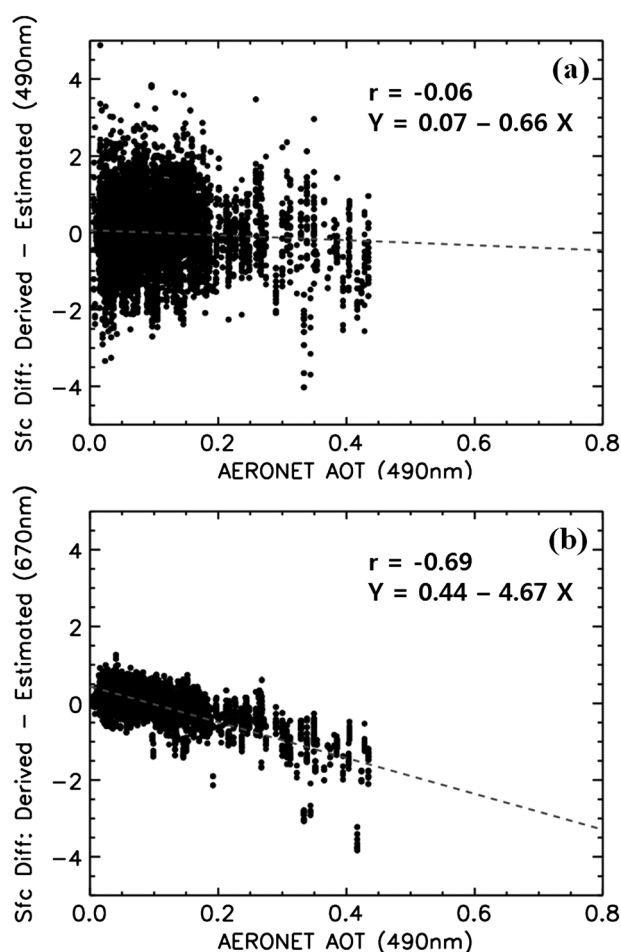 Sfc Diff: Derived − Estimated (490nm)
(a)
r = -0.06
Y = 0.07 − 0.66 X
4
2
0
−2
−4
0.0 0.2 0.4 0.6 0.8
AERONET AOT (490nm)
Sfc Diff: Derived − Estimated (670nm)
(b)
r = -0.69
Y = 0.44 − 4.67 X
4
2
0
−2
−4
0.0 0.2 0.4 0.6 0.8
AERONET AOT (490nm)